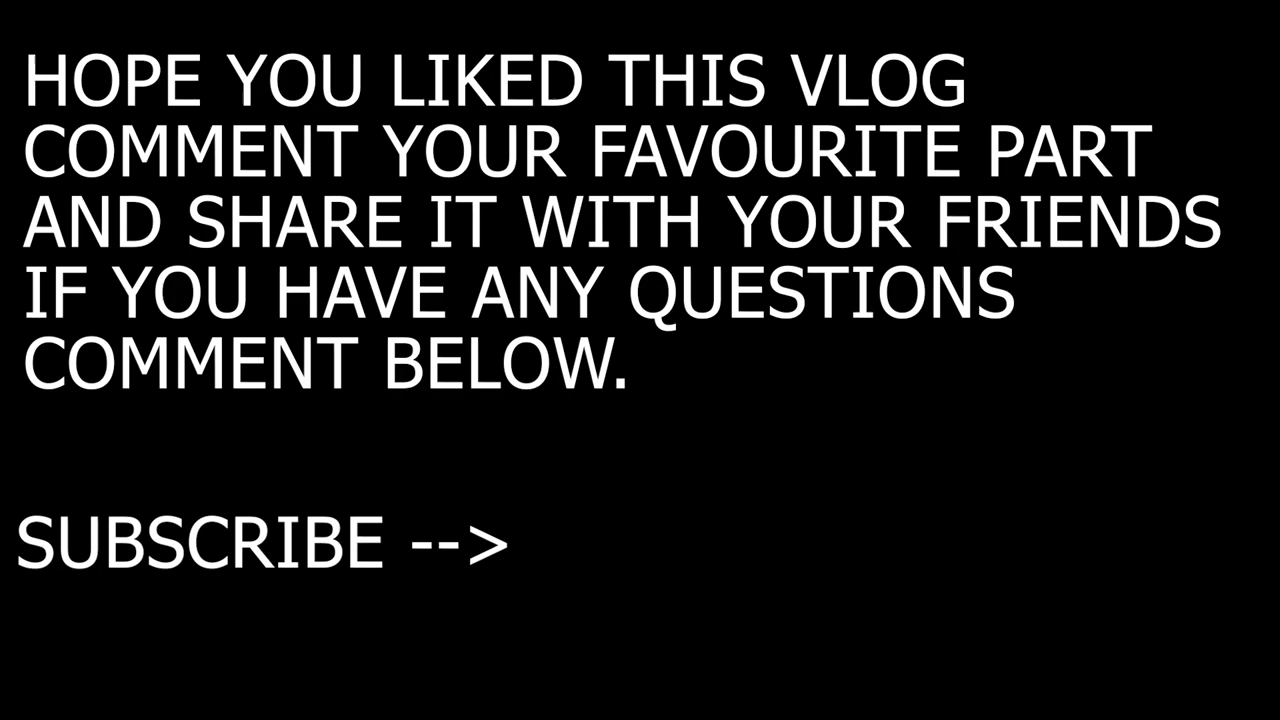 HOPE YOU LIKED THIS VLOG
COMMENT YOUR FAVOURITE PART
AND SHARE IT WITH YOUR FRIENDS
IF YOU HAVE ANY QUESTIONS
COMMENT BELOW.
SUBSCRIBE -->